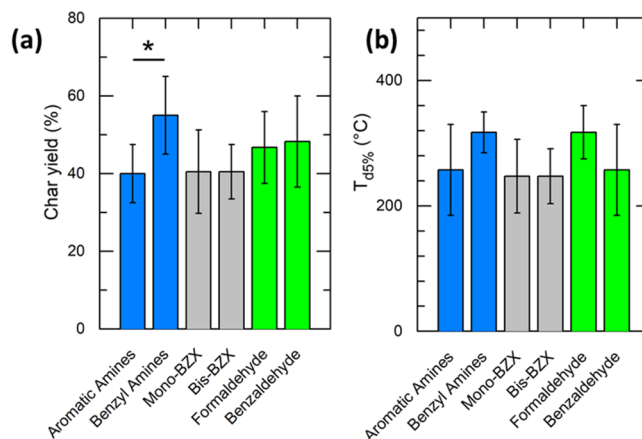 (a)
*
80
60
40
20
0
Char yield (%)
Aromatic Amines
Benzyl Amines
Mono-BZX
Bis-BZX
Formaldehyde
Benzaldehyde
(b)
400
200
0
T d5% (°C)
Aromatic Amines
Benzyl Amines
Mono-BZX
Bis-BZX
Formaldehyde
Benzaldehyde